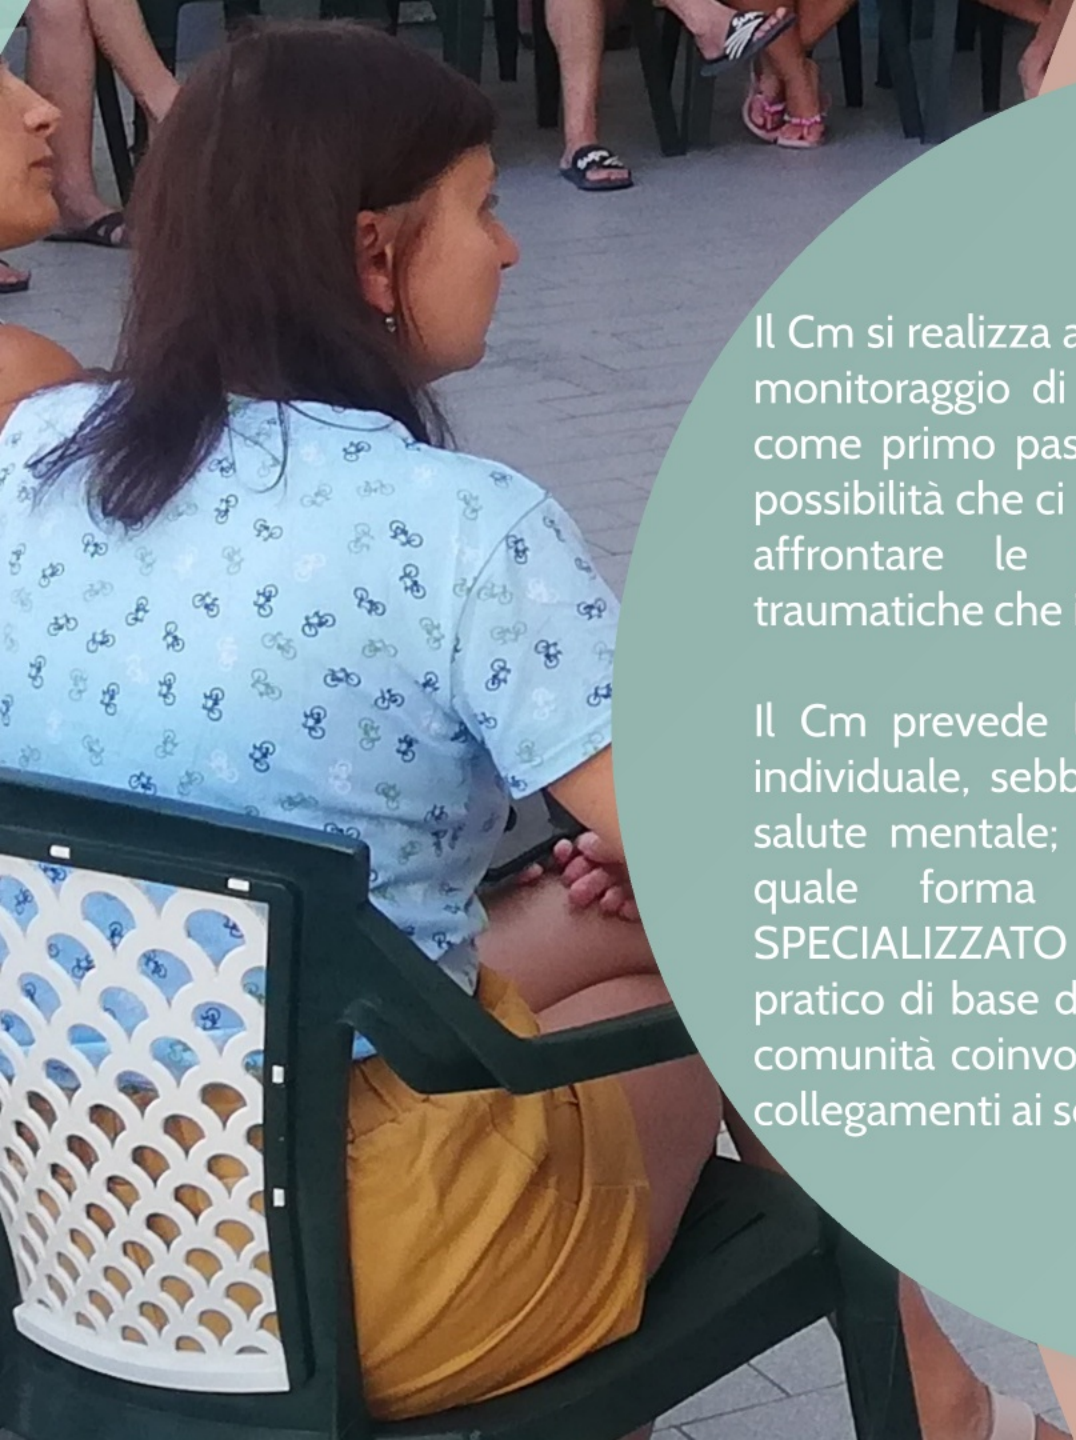 Il Cm si realizza a
monitoraggio di
come primo pas
possibilità che ci
affrontare le
traumatiche che i
Il Cm prevede
individuale, sebb
salute mentale;
quale forma
SPECIALIZZATO
pratico di base d
comunità coinvo
collegamenti ai s